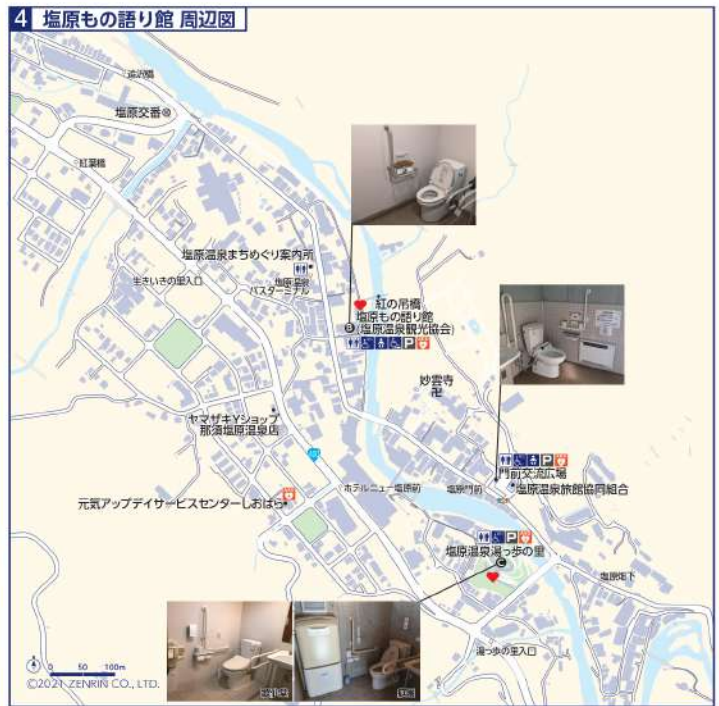 4 塩原もの語り館 周辺図
塩原交番
紅葉橋
塩原温泉まちめぐり案内所
生きいきの里入口
塩原温泉
バスターミナル
紅の吊橋
塩原もの語り館
B (塩原温泉観光協会)
P
妙雲寺
卍
ヤマザキYショップ
那須塩原温泉店
P
門前交流広場
ホテルニュー塩原前
塩原門前
塩原温泉旅館協同組合
元気アップデイサービスセンターしおばら
P
塩原温泉湯っ歩の里
C
塩原畑下
湯っ歩の里入口
0 50 100m
©2021 ZENRIN CO., LTD.